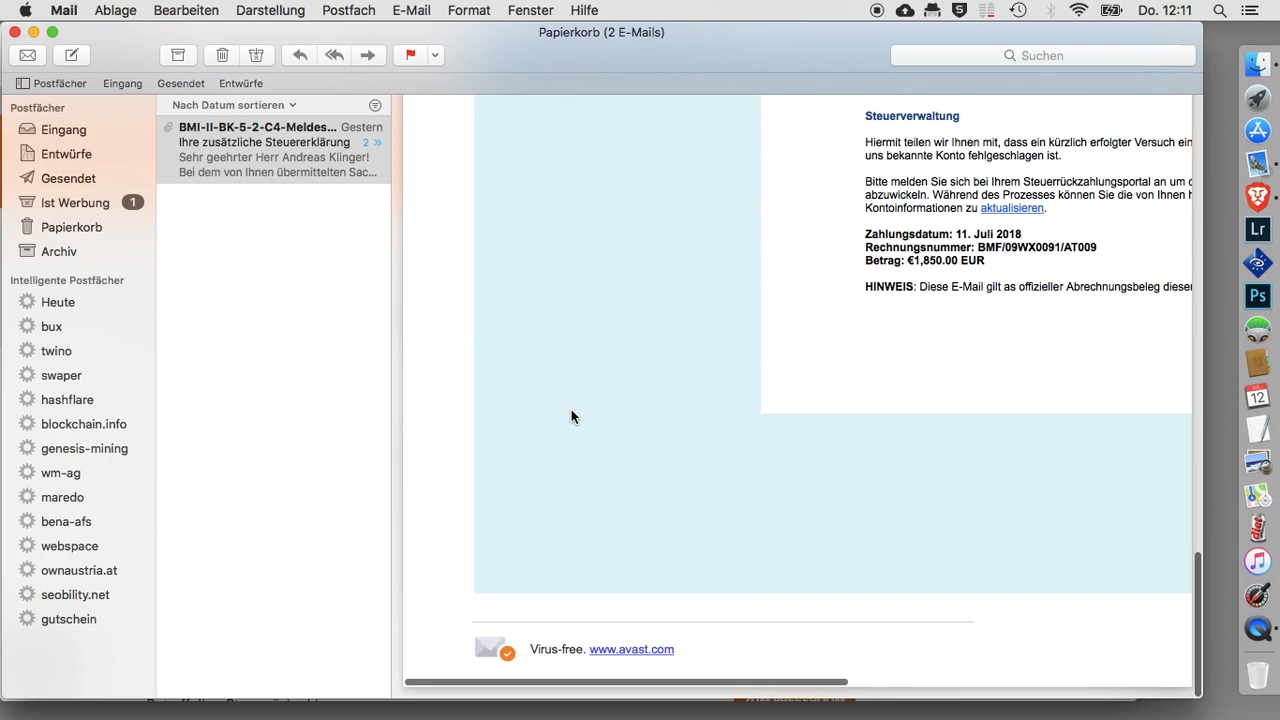 Mail Ablage Bearbeiten Darstellung Postfach E-Mail Format Fenster Hilfe Do. 12:11
Papierkorb (2 E-Mails)
Suchen
Postfächer Eingang Gesendet Entwürfe
Postfächer
Eingang
Entwürfe
Gesendet
Ist Werbung 1
Papierkorb
Archiv
Intelligente Postfächer
Heute
bux
twino
swaper
hashflare
blockchain.info
genesis-mining
wm-ag
maredo
bena-afs
webspace
ownaustria.at
seobility.net
gutschein
Nach Datum sortieren
BMI-II-BK-5-2-C4-Meldes... Gestern
Ihre zusätzliche Steuererklärung 2 »
Sehr geehrter Herr Andreas Klinger!
Bei dem von Ihnen übermittelten Sac...
Steuerverwaltung
Hiermit teilen wir Ihnen mit, dass ein kürzlich erfolgter Versuch ein
uns bekannte Konto fehlgeschlagen ist.
Bitte melden Sie sich bei Ihrem Steuerrückzahlungsportal an um
abzuwickeln. Während des Prozesses können Sie die von Ihnen
Kontoinformationen zu aktualisieren.
Zahlungsdatum: 11. Juli 2018
Rechnungsnummer: BMF/09WX0091/AT009
Betrag: €1,850.00 EUR
HINWEIS: Diese E-Mail gilt as offizieller Abrechnungsbeleg dieser
Virus-free. www.avast.com
Lr
Ps
JUL
12